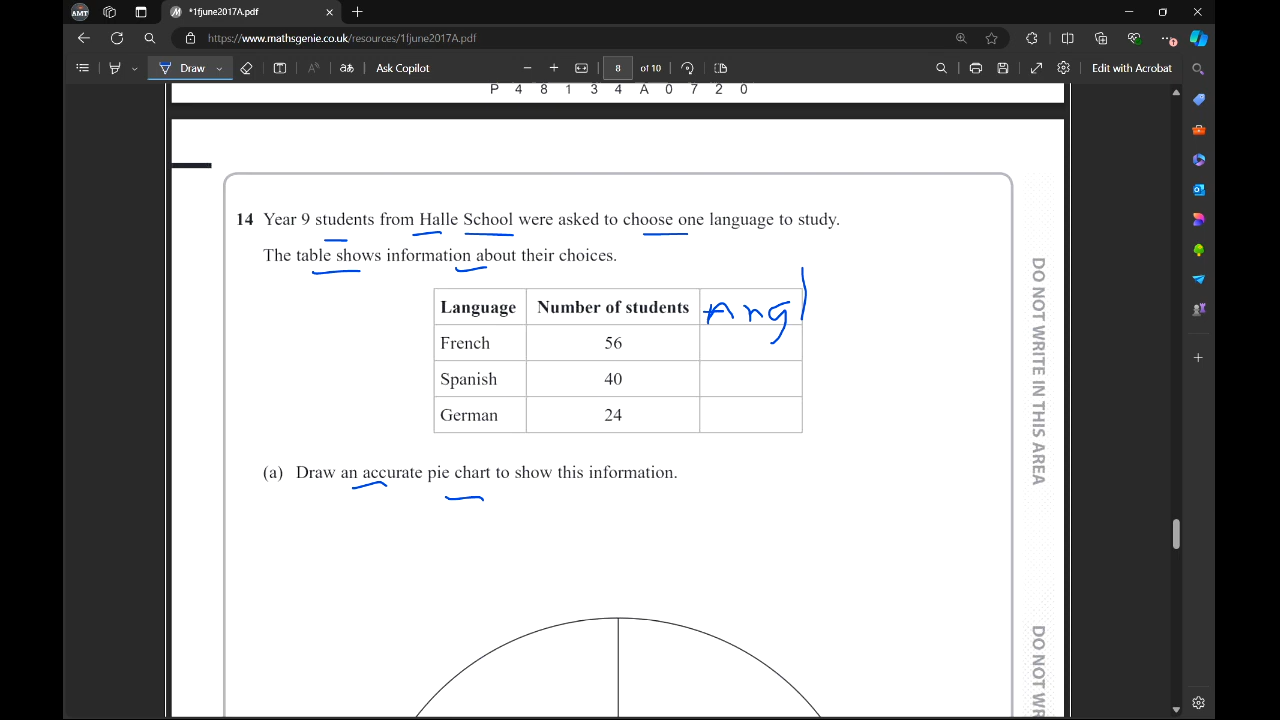 *1fjune2017A.pdf
https://www.mathsgenie.co.uk/resources/1fjune2017A.pdf
Draw
Ask Copilot
8 of 10
Edit with Acrobat
P 4 8 1 3 4 A 0 7 2 0
14 Year 9 students from Halle School were asked to choose one language to study.
The table shows information about their choices.
Language Number of students Angl
French 56
Spanish 40
German 24
(a) Draw an accurate pie chart to show this information.
DO NOT WRITE IN THIS AREA
DO NOT WR